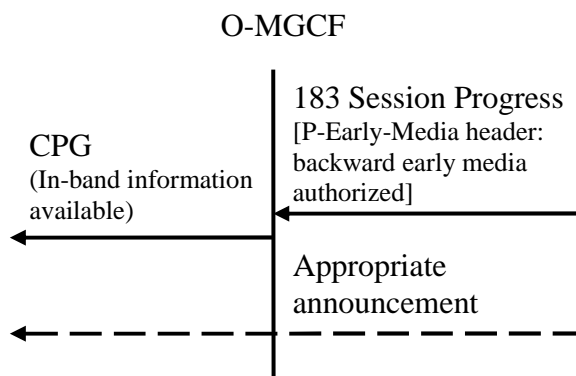 O-MGCF
183 Session Progress
[P-Early-Media header:
backward early media
authorized]
CPG
(In-band information
available)
Appropriate
announcement